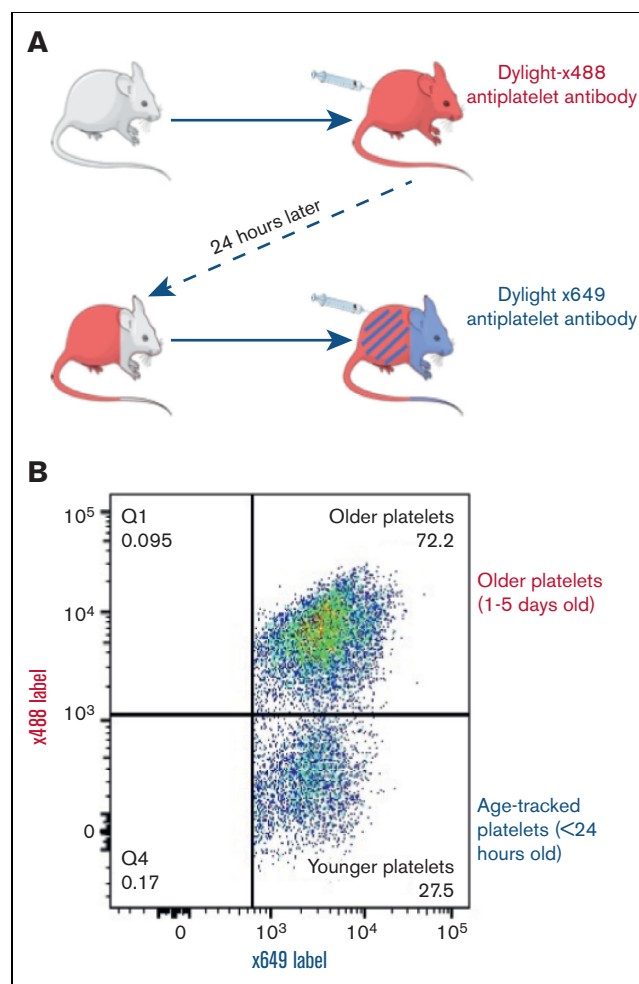 A
Dylight-x488
antiplatelet antibody
24 hours later
Dylight x649
antiplatelet antibody
B
Q1
0.095
Older platelets
72.2
Older platelets
(1-5 days old)
Q4
0.17
Younger platelets
27.5
Age-tracked
platelets (<24
hours old)
10⁵
10⁴
10³
0
x488 label
0
10³
10⁴
10⁵
x649 label